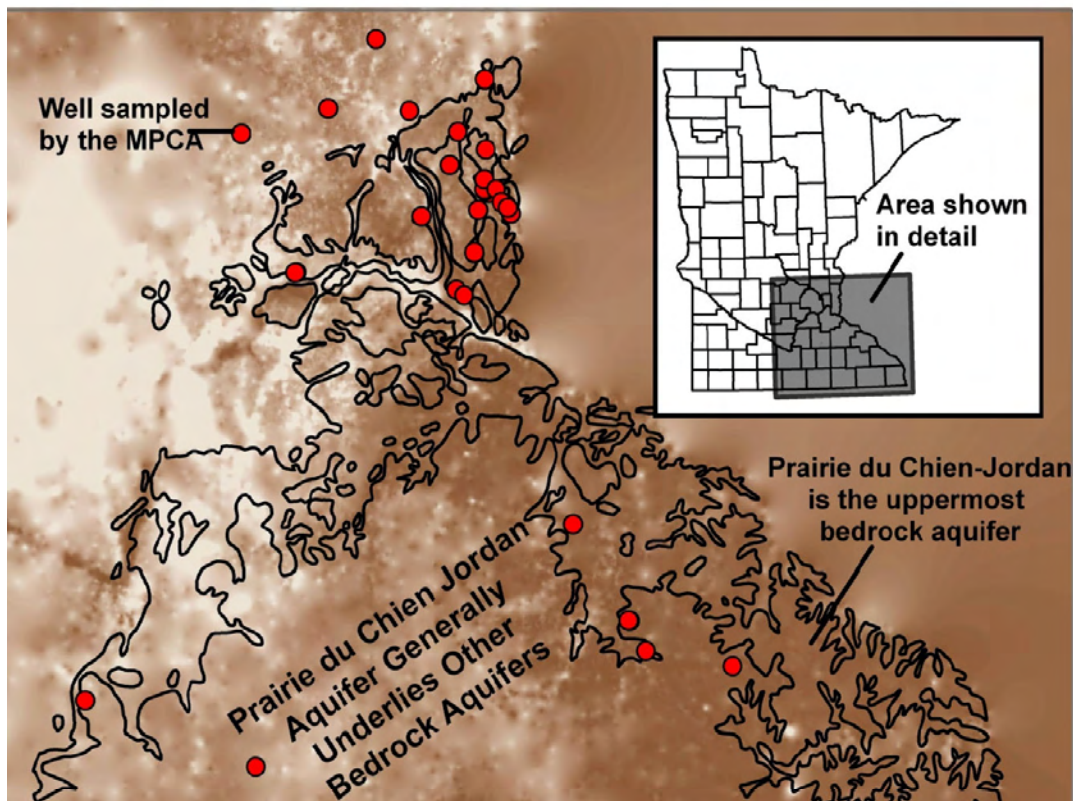 Well sampled
by the MPCA
Area shown
in detail
Prairie du Chien-Jordan
is the uppermost
bedrock aquifer
Prairie du Chien Jordan
Aquifer Generally
Underlies Other
Bedrock Aquifers